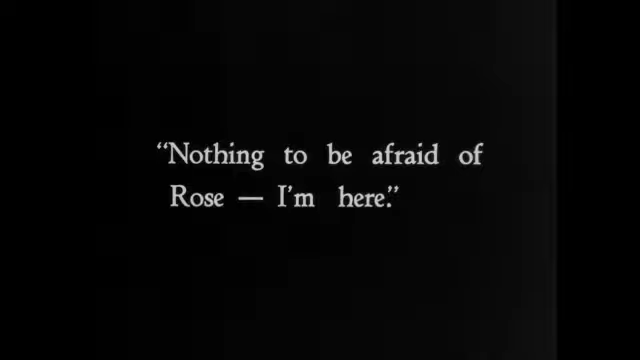 “Nothing to be afraid of
Rose — I’m here.”